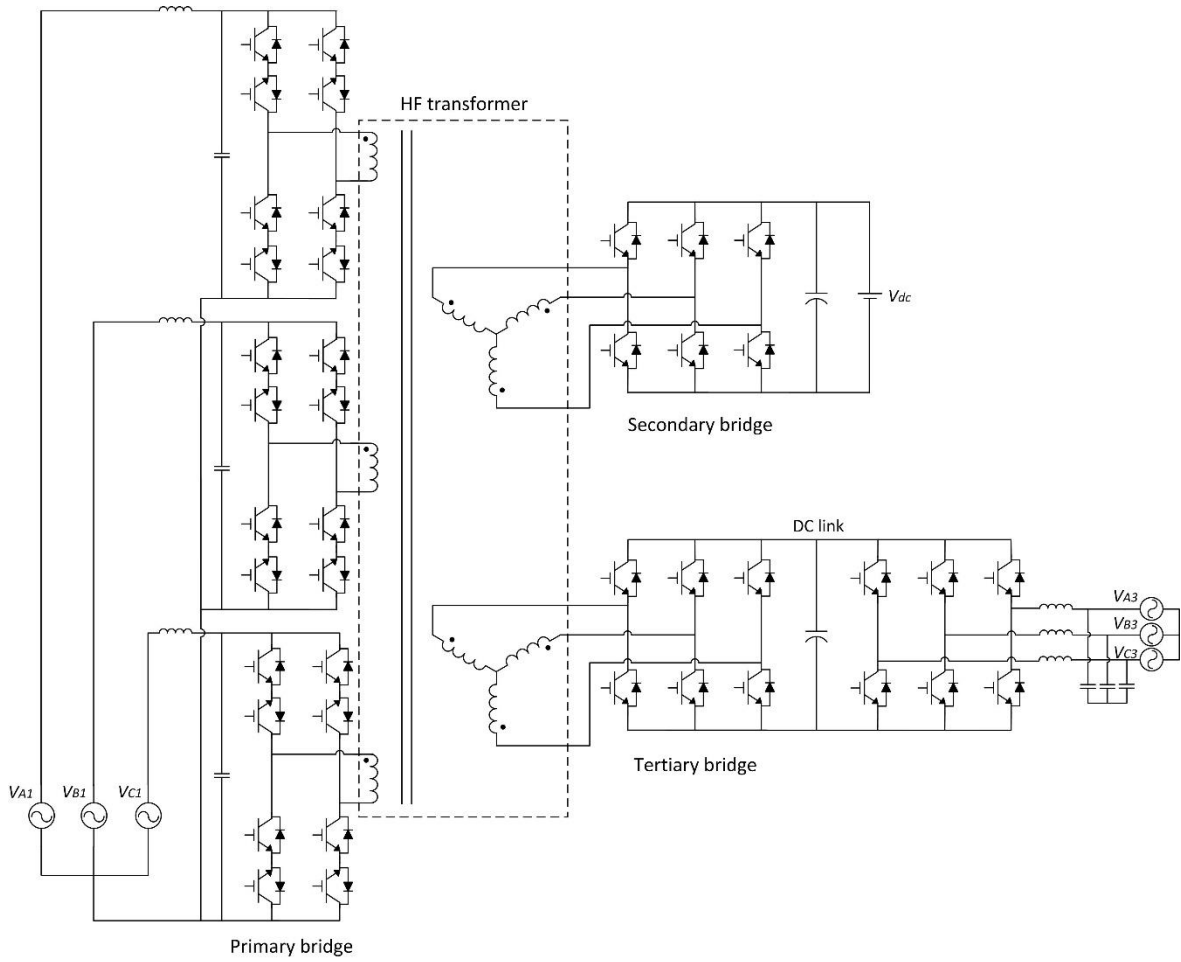 HF transformer
Vdc
Secondary bridge
DC link
VA3
VB3
VC3
Tertiary bridge
VA1 VB1 VC1
Primary bridge